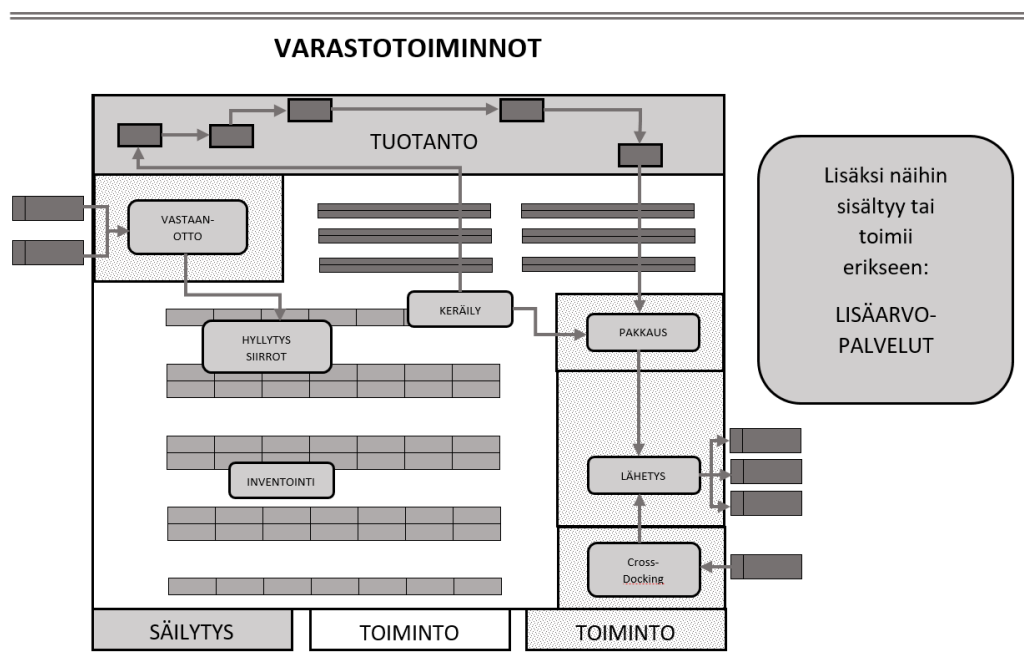 VARASTOTOIMINNOT
TUOTANTO
VASTAAN-
OTTO
KERÄILY
HYLLYTYS
SIIRROT
PAKKAUS
INVENTOINTI
LÄHETYS
Cross-
Docking
SÄILYTYS
TOIMINTO
TOIMINTO
Lisäksi näihin
sisältyy tai
toimii
erikseen:
LISÄARVO-
PALVELUT